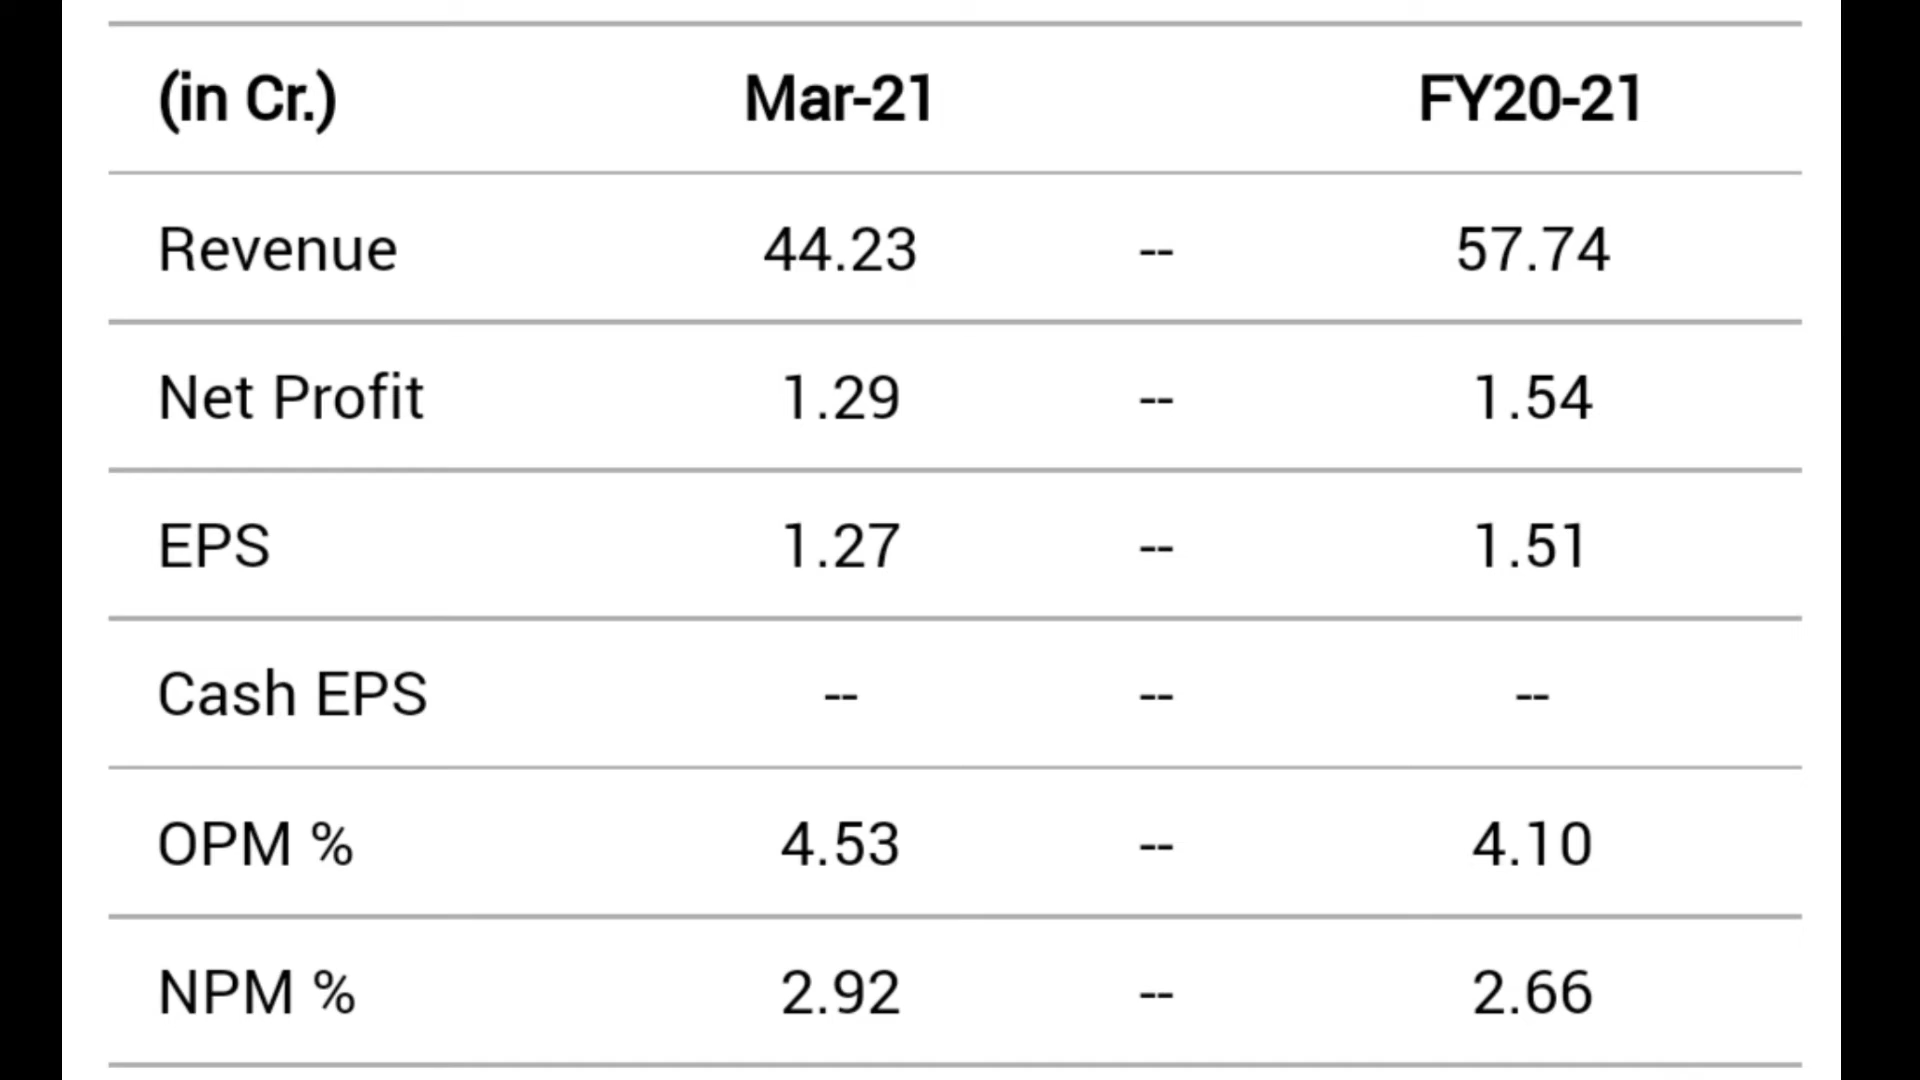 (in Cr.) Mar-21 FY20-21
Revenue 44.23 -- 57.74
Net Profit 1.29 -- 1.54
EPS 1.27 -- 1.51
Cash EPS -- -- --
OPM % 4.53 -- 4.10
NPM % 2.92 -- 2.66